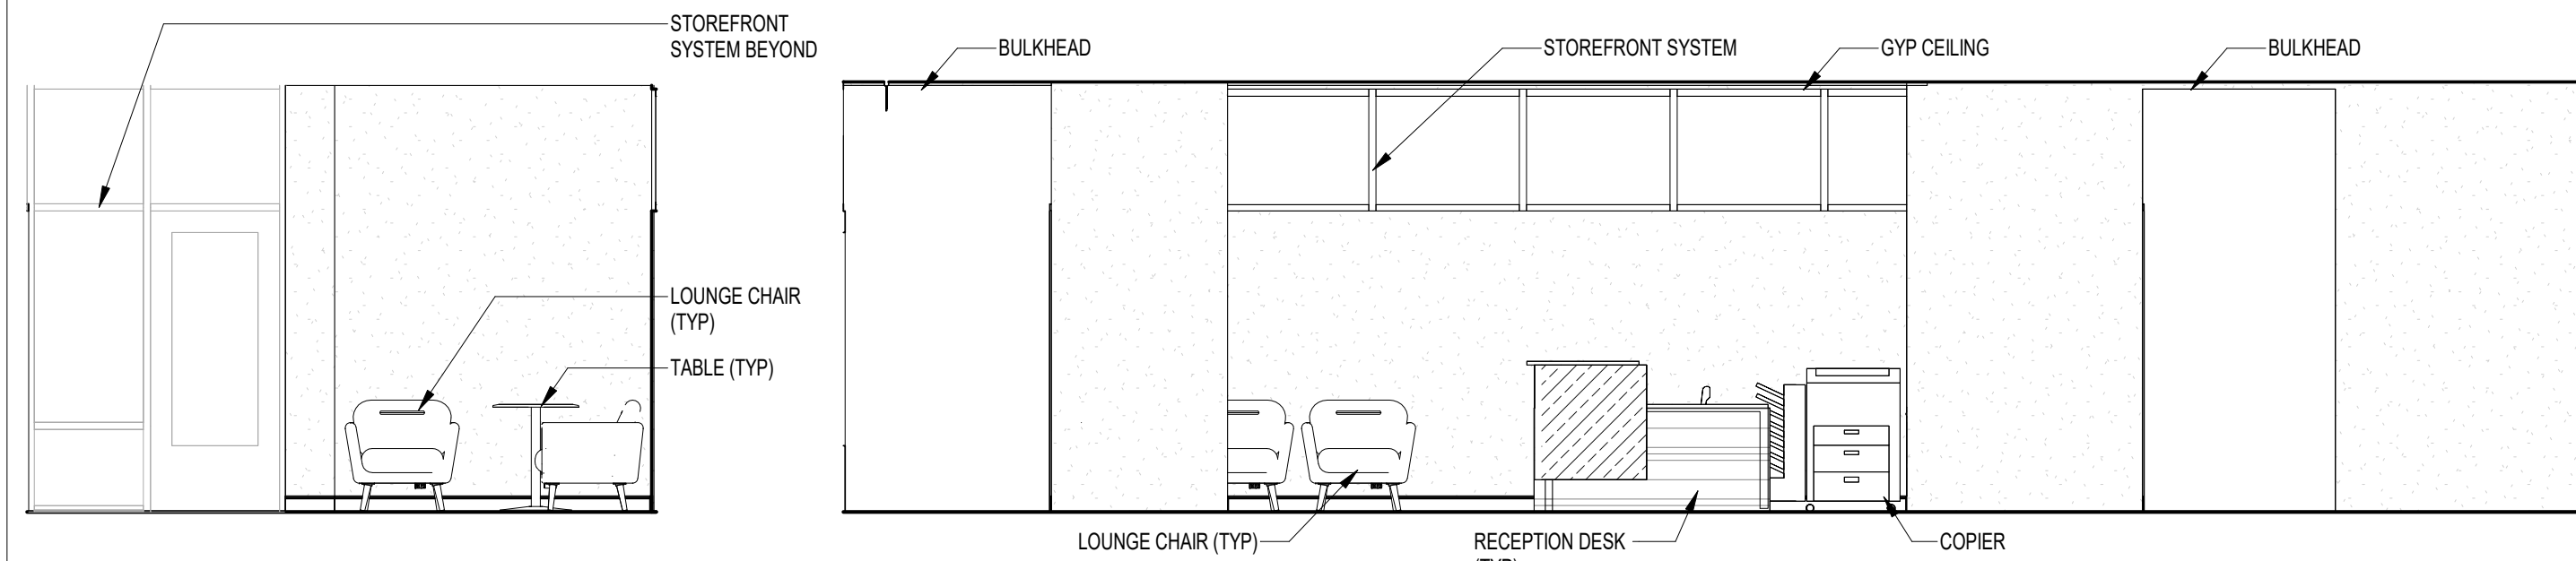 STOREFRONT
SYSTEM BEYOND
BULKHEAD
STOREFRONT SYSTEM
GYP CEILING
BULKHEAD
LOUNGE CHAIR
(TYP)
TABLE (TYP)
LOUNGE CHAIR (TYP)
RECEPTION DESK
(TYP)
COPIER